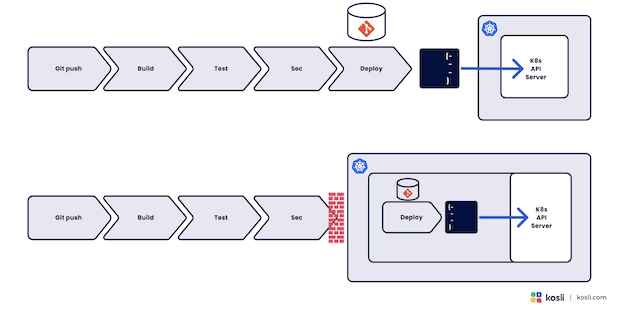 Git push
Build
Test
Sec
Deploy
K8s
API
Server
Git push
Build
Test
Sec
Deploy
K8s
API
Server
kosli | kosli.com